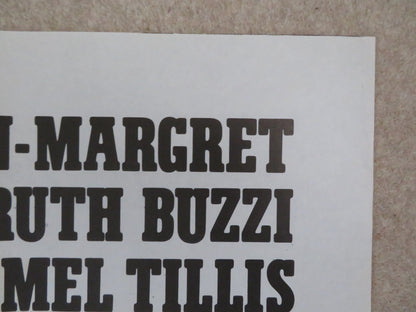 N-MARGRET
RUTH BUZZI
MEL TILLIS